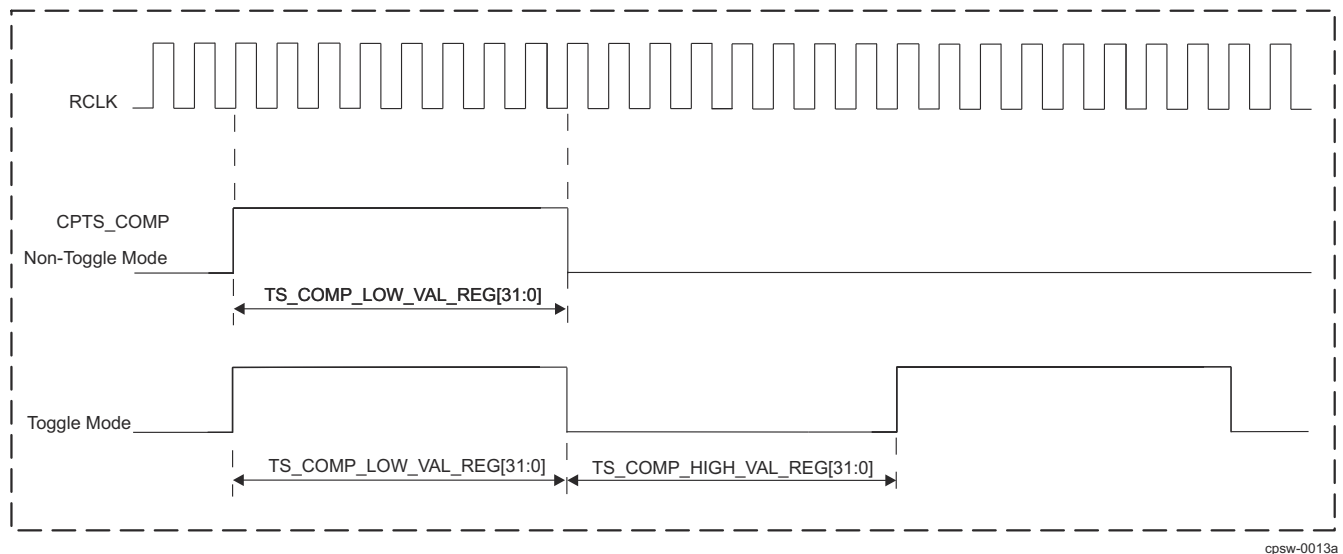 RCLK
CPTS_COMP
Non-Toggle Mode
TS_COMP_LOW_VAL_REG[31:0]
Toggle Mode
TS_COMP_LOW_VAL_REG[31:0]
TS_COMP_HIGH_VAL_REG[31:0]
cpsw-0013a